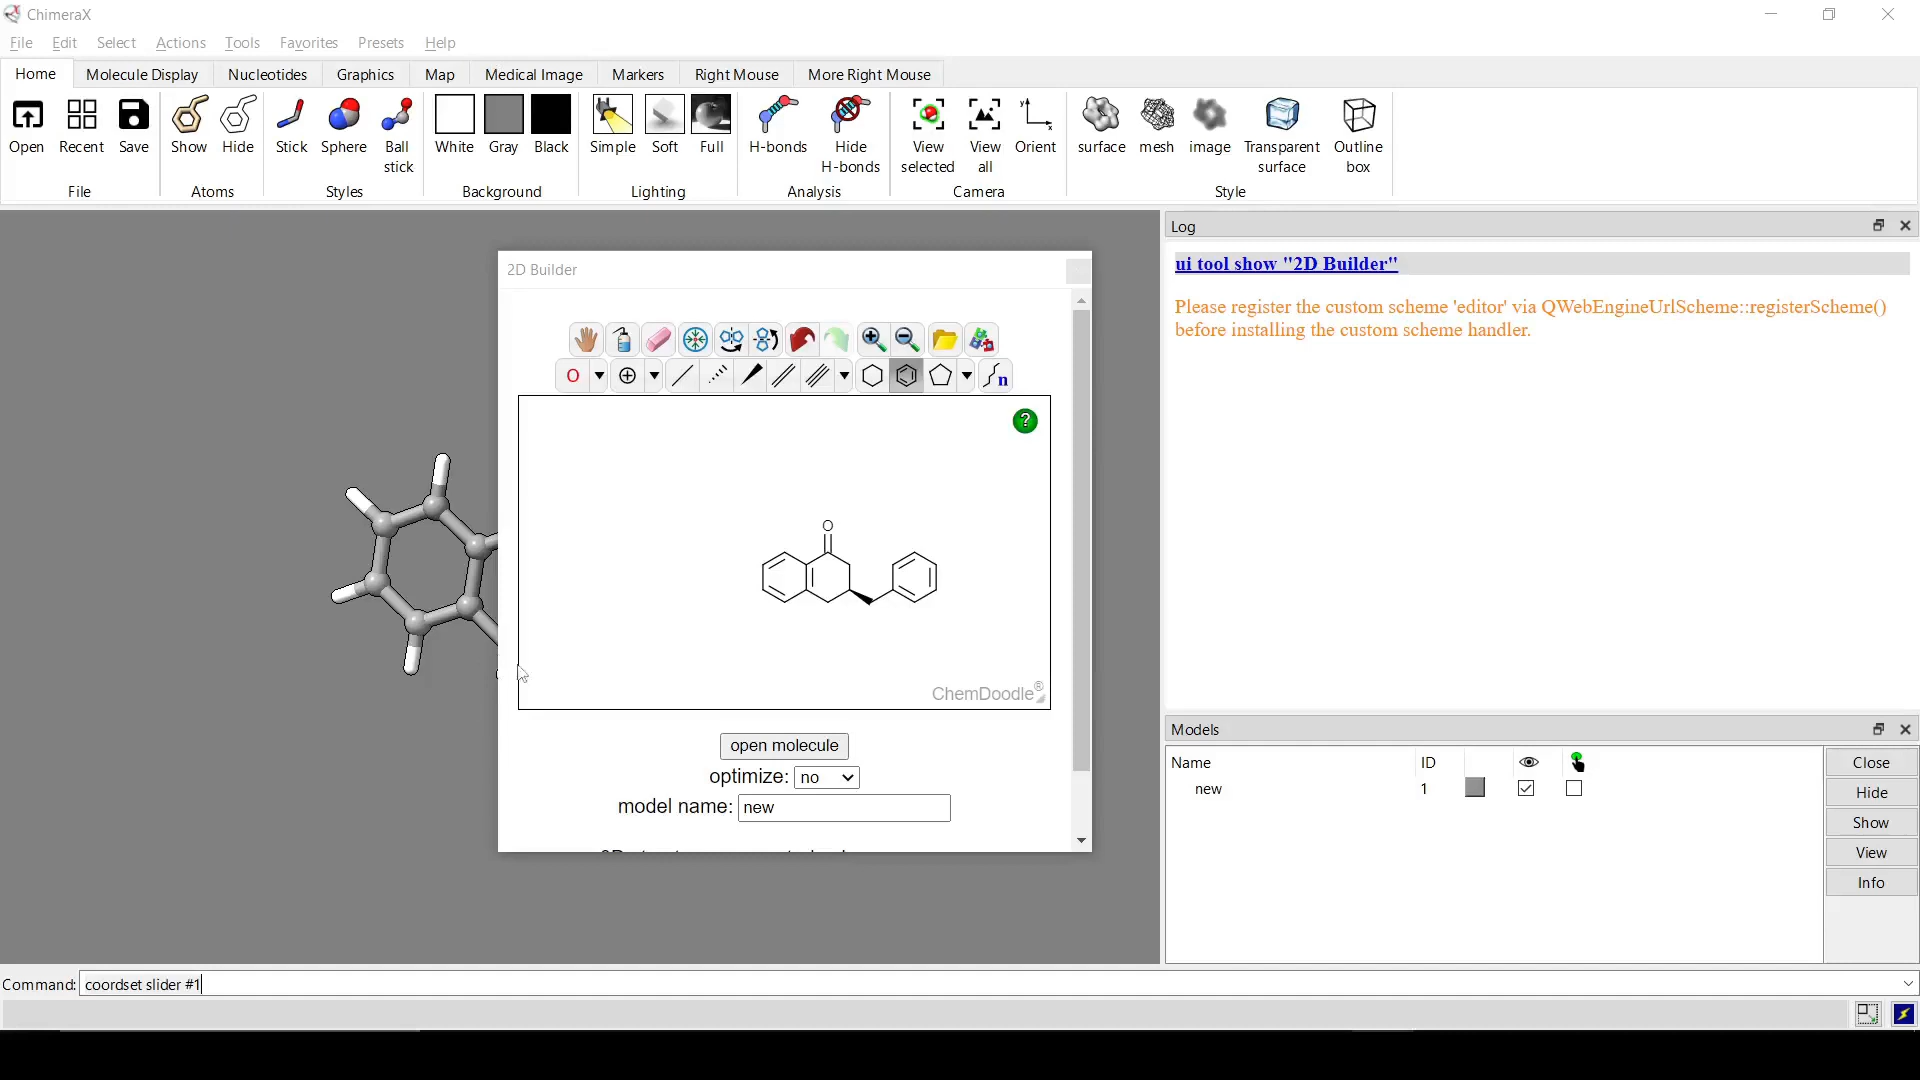 ChimeraX
File Edit Select Actions Tools Favorites Presets Help
Home Molecule Display Nucleotides Graphics Map Medical Image Markers Right Mouse More Right Mouse
Open Recent Save Show Hide Stick Sphere Ball stick White Gray Black Simple Soft Full H-bonds Hide H-bonds View selected View all Orient surface mesh image Transparent surface Outline box
File Atoms Styles Background Lighting Analysis Camera Style
2D Builder
O n
?
O
ChemDoodle®
open molecule
optimize: no
model name: new
Log
ui tool show "2D Builder"
Please register the custom scheme 'editor' via QWebEngineUrlScheme::registerScheme()
before installing the custom scheme handler.
Models
Name ID
new 1
Close
Hide
Show
View
Info
Command: coordset slider #1